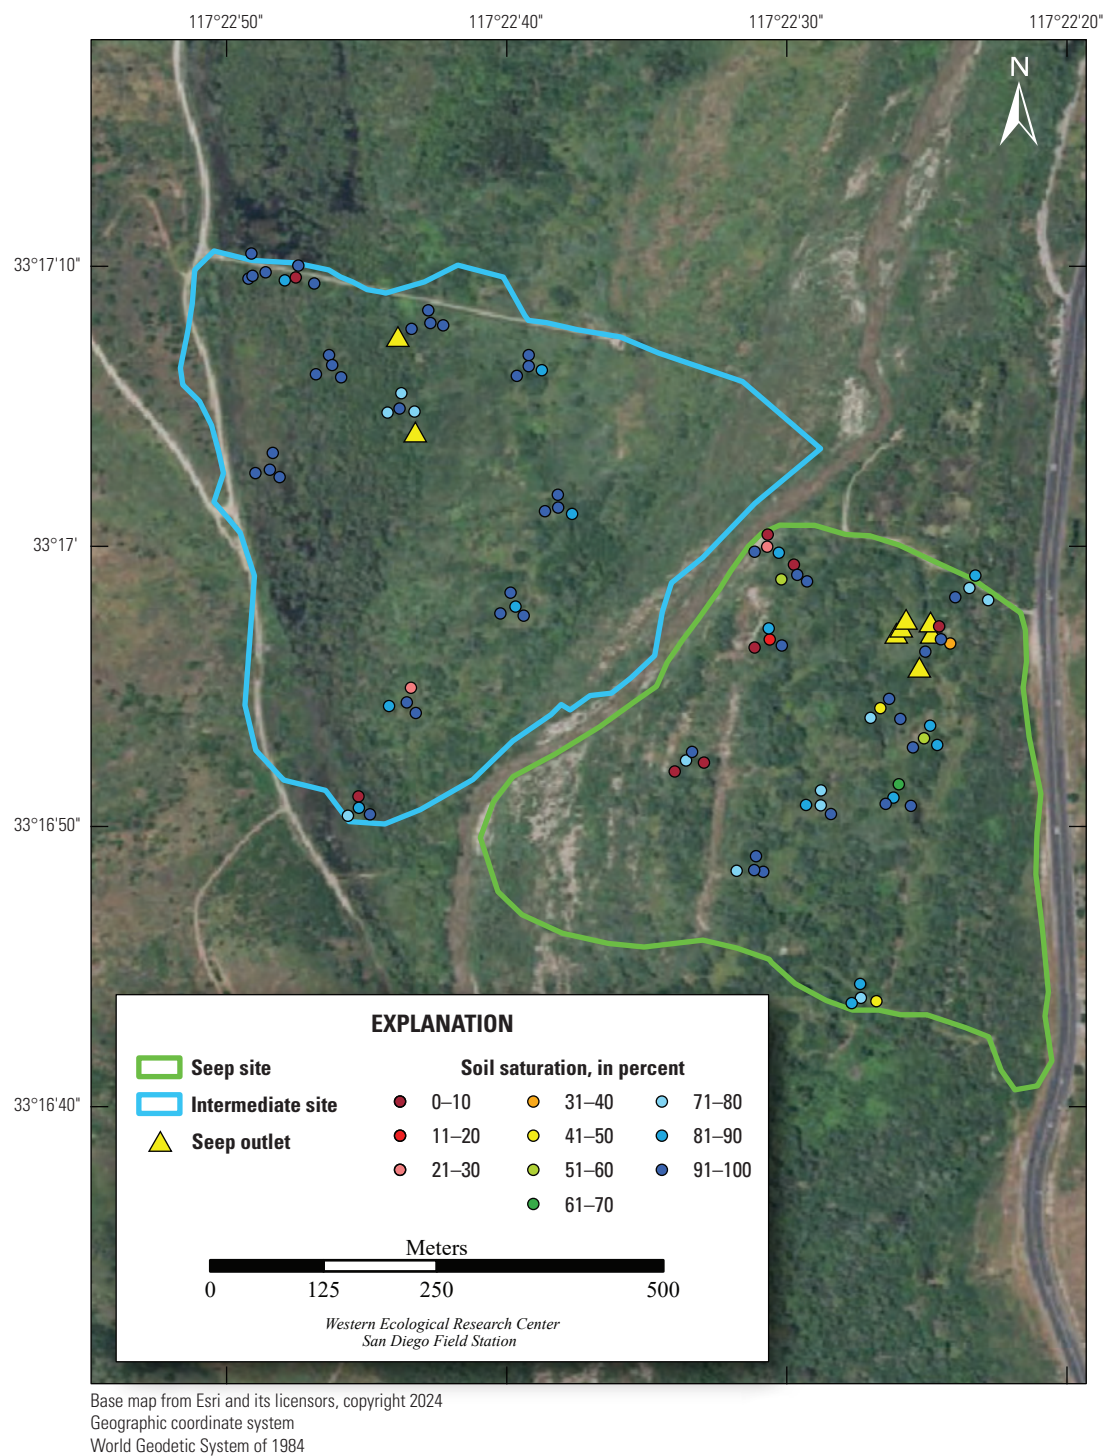 117°22'50" 117°22'40" 117°22'30" 117°22'20"
N
33°17'10"
33°17'
33°16'50"
33°16'40"
EXPLANATION
Seep site
Intermediate site
Seep outlet
Soil saturation, in percent
0–10
11–20
21–30
31–40
41–50
51–60
61–70
71–80
81–90
91–100
Meters
0 125 250 500
Western Ecological Research Center
San Diego Field Station
Base map from Esri and its licensors, copyright 2024
Geographic coordinate system
World Geodetic System of 1984